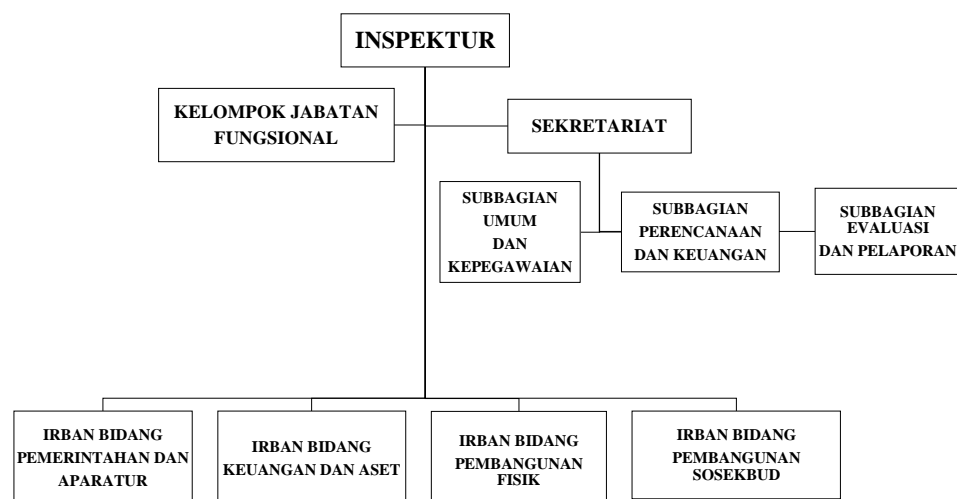 INSPEKTUR
KELOMPOK JABATAN
FUNGSIONAL
SEKRETARIAT
SUBBAGIAN
UMUM
DAN
KEPEGAWAIAN
SUBBAGIAN
PERENCANAAN
DAN KEUANGAN
SUBBAGIAN
EVALUASI
DAN PELAPORAN
IRBAN BIDANG
PEMERINTAHAN DAN
APARATUR
IRBAN BIDANG
KEUANGAN DAN ASET
IRBAN BIDANG
PEMBANGUNAN
FISIK
IRBAN BIDANG
PEMBANGUNAN
SOSEKBUD